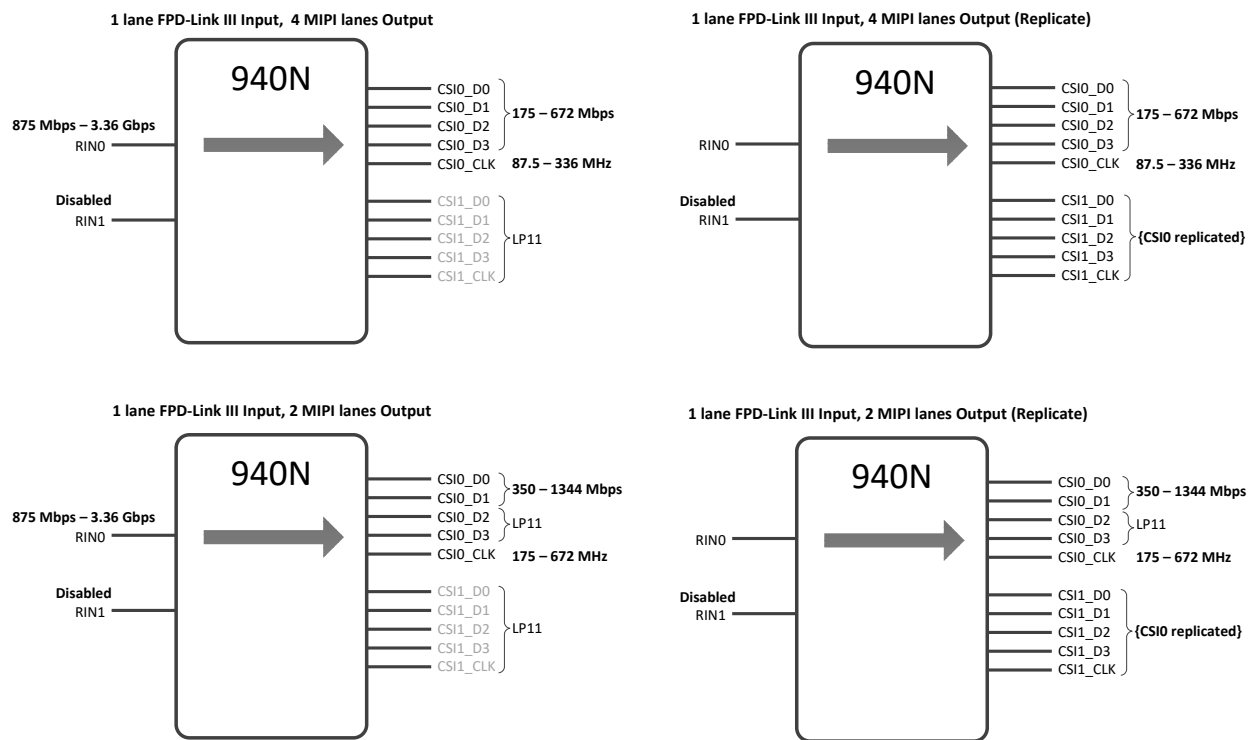 1 lane FPD-Link III Input, 4 MIPI lanes Output
940N
875 Mbps – 3.36 Gbps
RIN0
Disabled
RIN1
CSI0_D0
CSI0_D1
CSI0_D2
CSI0_D3
CSI0_CLK
175 – 672 Mbps
87.5 – 336 MHz
CSI1_D0
CSI1_D1
CSI1_D2
CSI1_D3
CSI1_CLK
LP11
1 lane FPD-Link III Input, 4 MIPI lanes Output (Replicate)
940N
RIN0
Disabled
RIN1
CSI0_D0
CSI0_D1
CSI0_D2
CSI0_D3
CSI0_CLK
175 – 672 Mbps
87.5 – 336 MHz
CSI1_D0
CSI1_D1
CSI1_D2
CSI1_D3
CSI1_CLK
{CSI0 replicated}
1 lane FPD-Link III Input, 2 MIPI lanes Output
940N
875 Mbps – 3.36 Gbps
RIN0
Disabled
RIN1
CSI0_D0
CSI0_D1
CSI0_D2
CSI0_D3
CSI0_CLK
350 – 1344 Mbps
LP11
175 – 672 MHz
CSI1_D0
CSI1_D1
CSI1_D2
CSI1_D3
CSI1_CLK
LP11
1 lane FPD-Link III Input, 2 MIPI lanes Output (Replicate)
940N
RIN0
Disabled
RIN1
CSI0_D0
CSI0_D1
CSI0_D2
CSI0_D3
CSI0_CLK
350 – 1344 Mbps
LP11
175 – 672 MHz
CSI1_D0
CSI1_D1
CSI1_D2
CSI1_D3
CSI1_CLK
{CSI0 replicated}